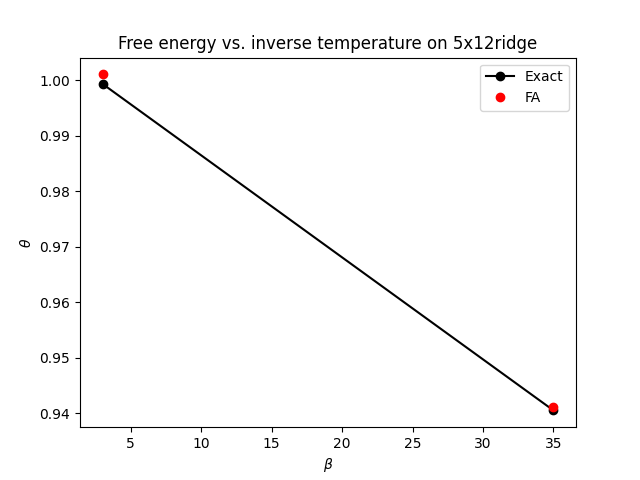 Free energy vs. inverse temperature on 5x12ridge
Exact
FA
1.00
0.99
0.98
0.97
0.96
0.95
0.94
θ
5
10
15
20
25
30
35
β